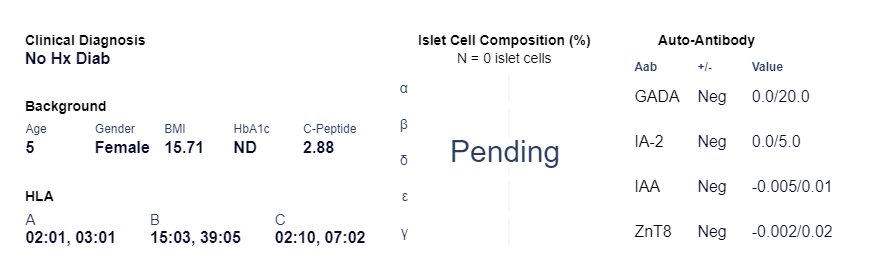 Clinical Diagnosis
No Hx Diab
Background
Age Gender BMI HbA1c C-Peptide
5 Female 15.71 ND 2.88
HLA
A B C
02:01, 03:01 15:03, 39:05 02:10, 07:02
Islet Cell Composition (%)
N = 0 islet cells
α
β
δ
ε
γ
Pending
Auto-Antibody
Aab +/- Value
GADA Neg 0.0/20.0
IA-2 Neg 0.0/5.0
IAA Neg -0.005/0.01
ZnT8 Neg -0.002/0.02